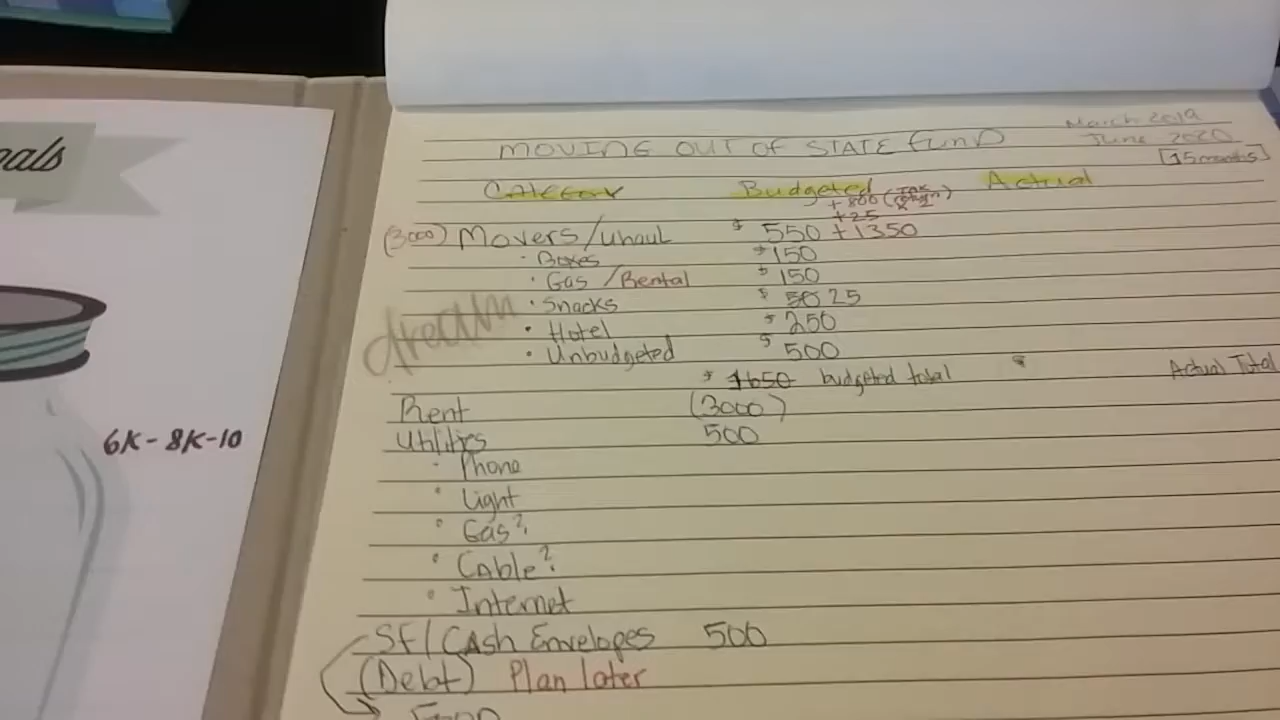 oals
6K - 8K - 10
March 2019
June 2020
[15 months]
MOVING OUT OF STATE FUND
Category Budgeted Actual
+ 800 (
+ 25
(3000) Movers/Uhaul $ 550 + 1350
· Boxes $ 150
· Gas / Rental $ 150
· Snacks $ 50 25
· Hotel $ 250
· Unbudgeted $ 500
dream
$ 1650 budgeted total Actual Total
Rent (3000)
Utilities 500
· Phone
· Light
· Gas?
· Cable?
· Internet
SF/Cash Envelopes 500
(Debt) Plan later